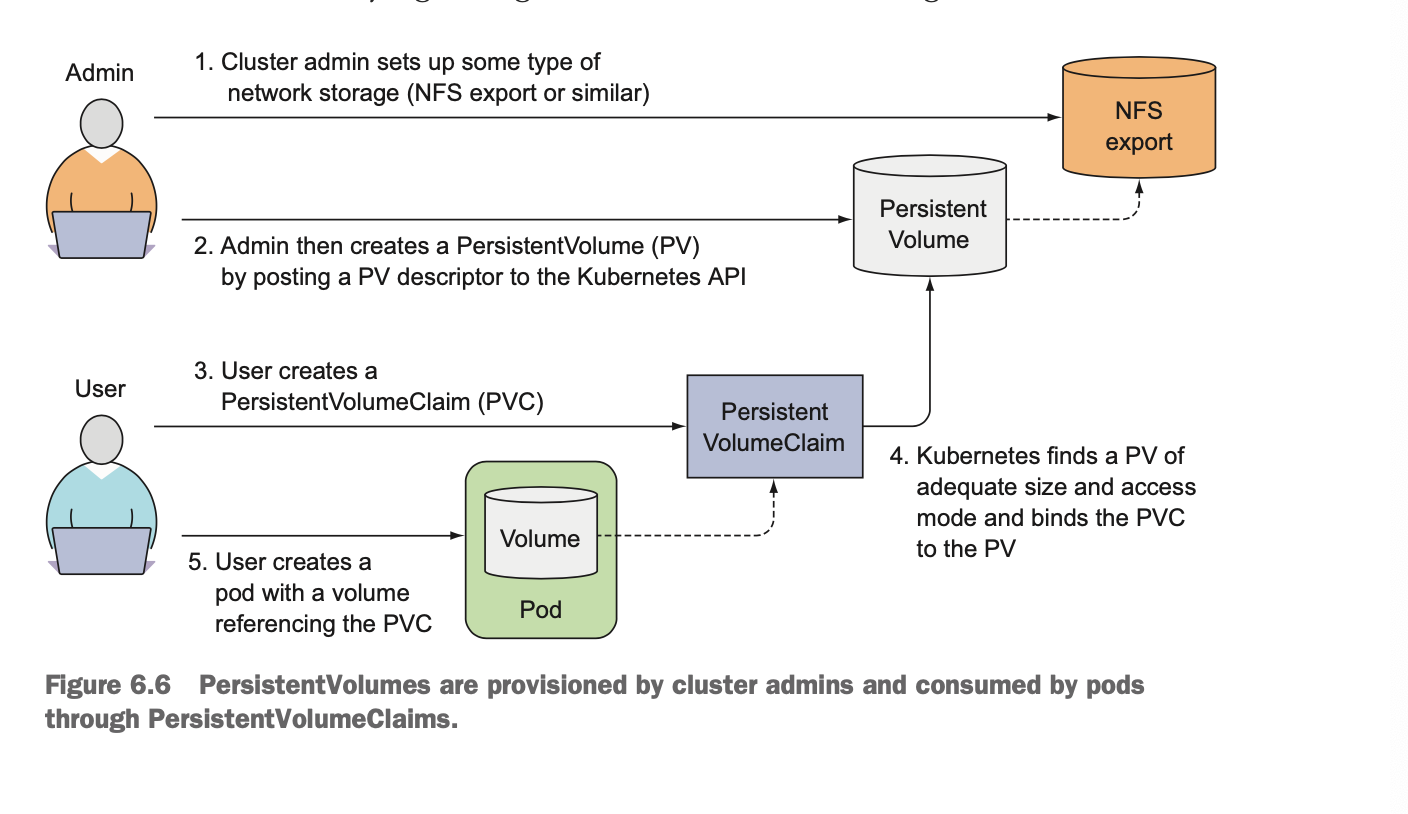 Admin
1. Cluster admin sets up some type of
network storage (NFS export or similar)
NFS
export
Persistent
Volume
2. Admin then creates a PersistentVolume (PV)
by posting a PV descriptor to the Kubernetes API
User
3. User creates a
PersistentVolumeClaim (PVC)
Persistent
VolumeClaim
4. Kubernetes finds a PV of
adequate size and access
mode and binds the PVC
to the PV
Volume
Pod
5. User creates a
pod with a volume
referencing the PVC
Figure 6.6 PersistentVolumes are provisioned by cluster admins and consumed by pods
through PersistentVolumeClaims.